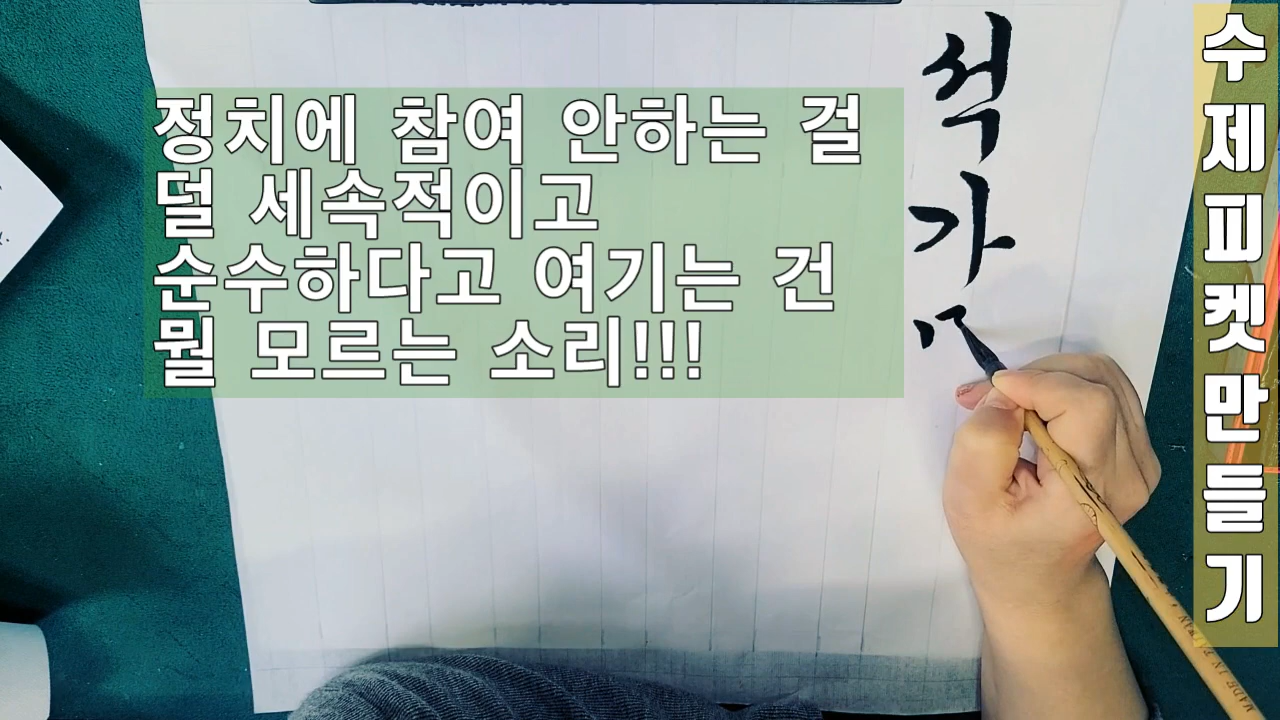 정치에 참여 안하는 걸
덜 세속적이고
순수하다고 여기는 건
뭘 모르는 소리!!!
수제피켓만들기
석가